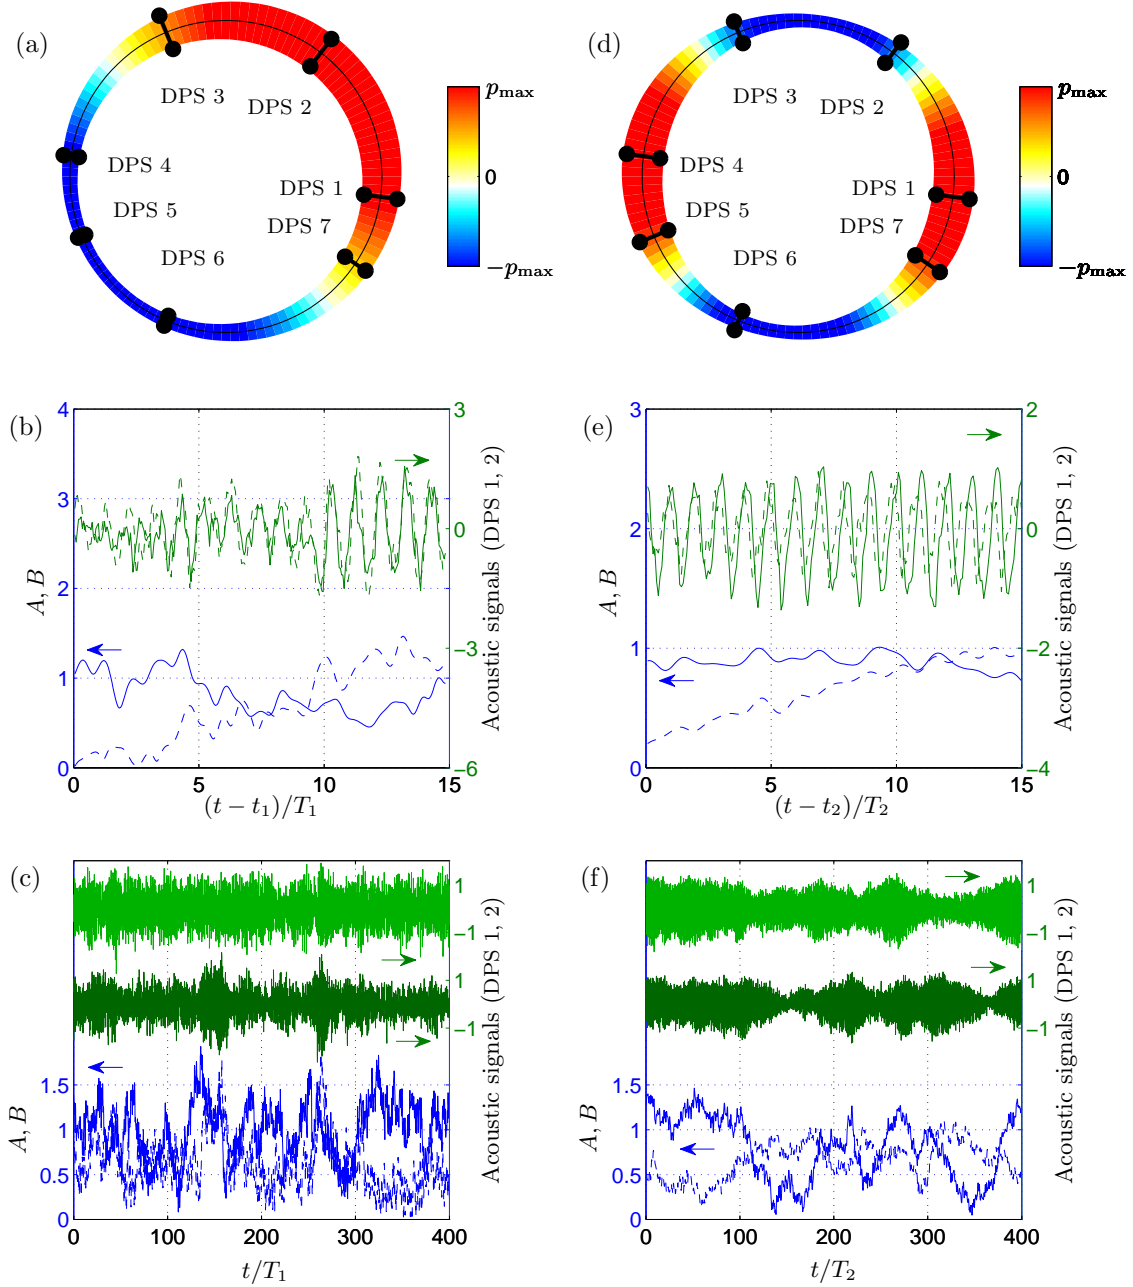 (a)
DPS 3
DPS 2
DPS 4
DPS 1
DPS 5
DPS 7
DPS 6
p_max
0
−p_max
(d)
DPS 3
DPS 2
DPS 4
DPS 1
DPS 5
DPS 7
DPS 6
p_max
0
−p_max
(b)
4
3
2
1
0
A, B
3
0
−3
−6
Acoustic signals (DPS 1, 2)
0
5
10
15
(t − t_1)/T_1
(e)
3
2
1
0
A, B
2
0
−2
−4
Acoustic signals (DPS 1, 2)
0
5
10
15
(t − t_2)/T_2
(c)
1
−1
1
−1
Acoustic signals (DPS 1, 2)
1.5
1
0.5
0
A, B
0
100
200
300
400
t/T_1
(f)
1
−1
1
−1
Acoustic signals (DPS 1, 2)
1.5
1
0.5
0
A, B
0
100
200
300
400
t/T_2